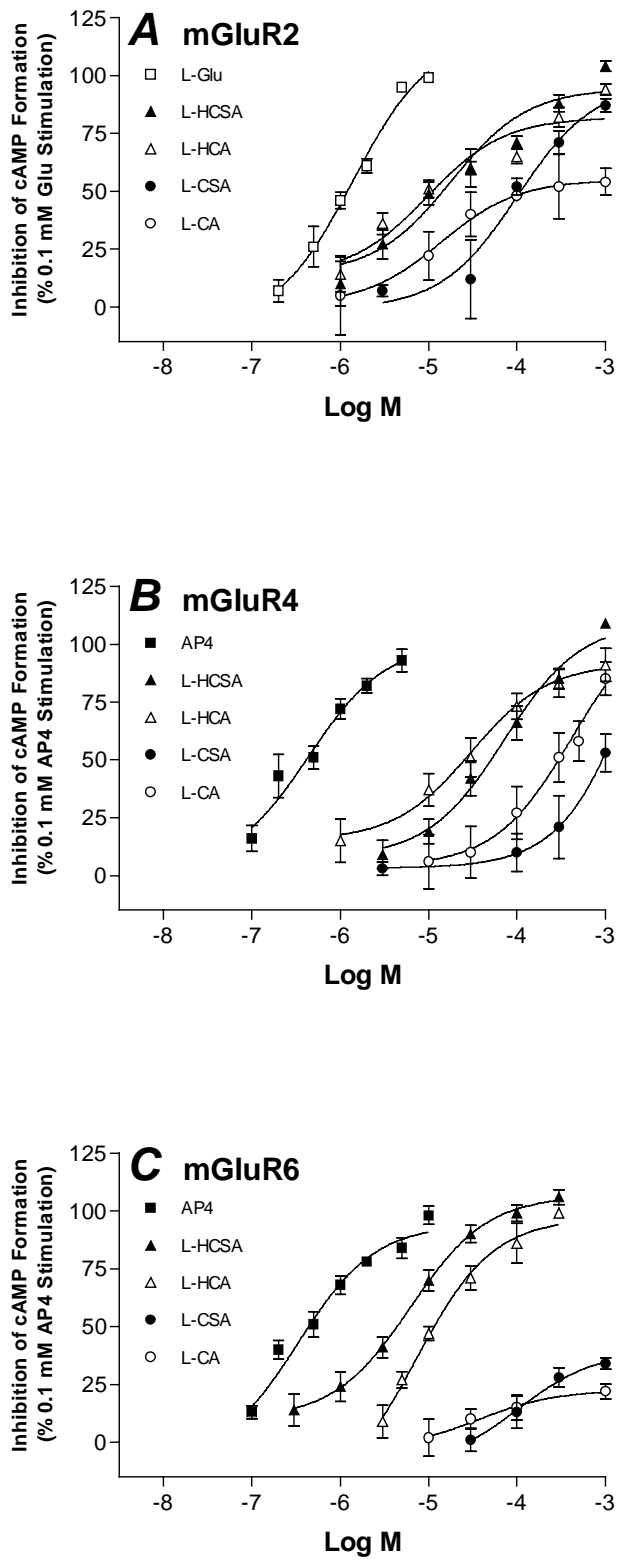 A mGluR2
Inhibition of cAMP Formation
(% 0.1 mM Glu Stimulation)
125
100
75
50
25
0
L-Glu
L-HCSA
L-HCA
L-CSA
L-CA
-8 -7 -6 -5 -4 -3
Log M
B mGluR4
Inhibition of cAMP Formation
(% 0.1 mM AP4 Stimulation)
125
100
75
50
25
0
AP4
L-HCSA
L-HCA
L-CSA
L-CA
-8 -7 -6 -5 -4 -3
Log M
C mGluR6
Inhibition of cAMP Formation
(% 0.1 mM AP4 Stimulation)
125
100
75
50
25
0
AP4
L-HCSA
L-HCA
L-CSA
L-CA
-8 -7 -6 -5 -4 -3
Log M